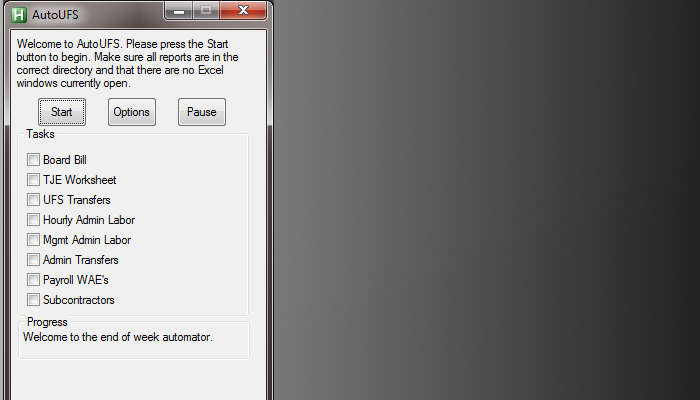 AutoUFS
Welcome to AutoUFS. Please press the Start
button to begin. Make sure all reports are in the
correct directory and that there are no Excel
windows currently open.
Start Options Pause
Tasks
Board Bill
TJE Worksheet
UFS Transfers
Hourly Admin Labor
Mgmt Admin Labor
Admin Transfers
Payroll WAE's
Subcontractors
Progress
Welcome to the end of week automator.